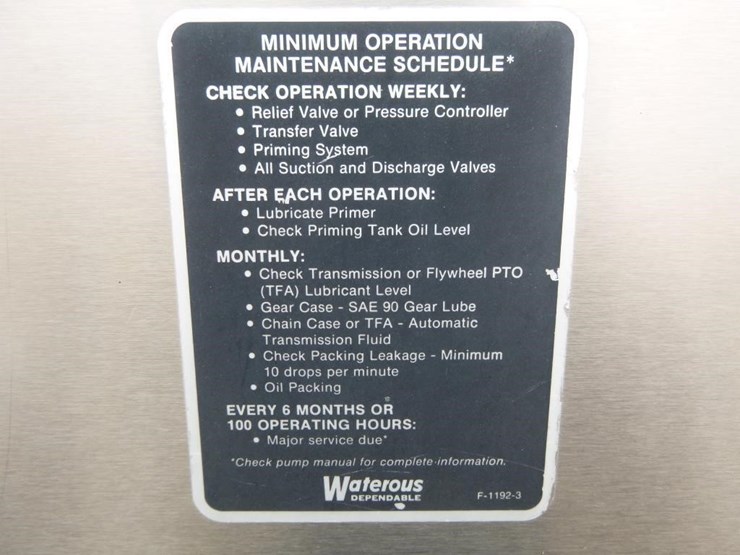 MINIMUM OPERATION
MAINTENANCE SCHEDULE*
CHECK OPERATION WEEKLY:
• Relief Valve or Pressure Controller
• Transfer Valve
• Priming System
• All Suction and Discharge Valves
AFTER EACH OPERATION:
• Lubricate Primer
• Check Priming Tank Oil Level
MONTHLY:
• Check Transmission or Flywheel PTO
(TFA) Lubricant Level
• Gear Case - SAE 90 Gear Lube
• Chain Case or TFA - Automatic
Transmission Fluid
• Check Packing Leakage - Minimum
10 drops per minute
• Oil Packing
EVERY 6 MONTHS OR
100 OPERATING HOURS:
• Major service due*
*Check pump manual for complete information.
Waterous
DEPENDABLE
F-1192-3